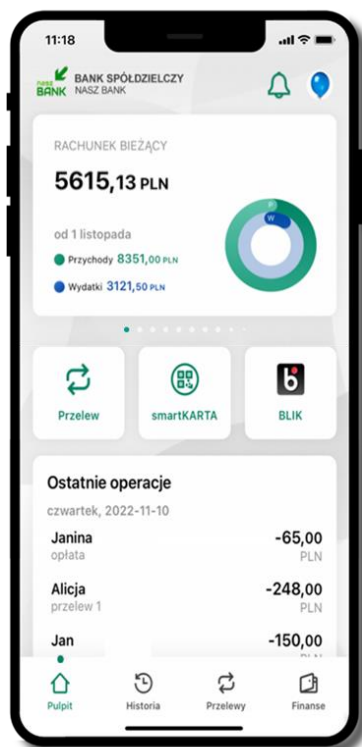 11:18
nasz
BANK
BANK SPÓŁDZIELCZY
NASZ BANK
RACHUNEK BIEŻĄCY
5615,13 PLN
od 1 listopada
Przychody 8351,00 PLN
Wydatki 3121,50 PLN
P
W
Przelew
smartKARTA
BLIK
Ostatnie operacje
czwartek, 2022-11-10
Janina
-65,00
opłata
PLN
Alicja
-248,00
przelew 1
PLN
Jan
-150,00
Pulpit
Historia
Przelewy
Finanse